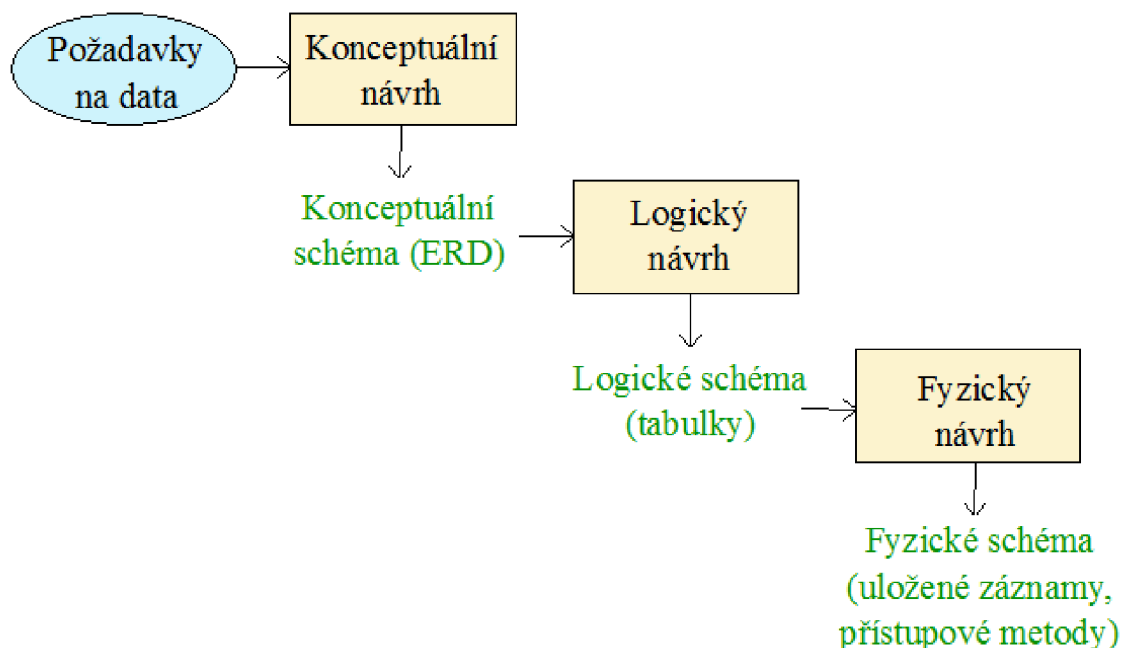 Požadavky
na data
Konceptuální
návrh
Konceptuální
schéma (ERD)
Logický
návrh
Logické schéma
(tabulky)
Fyzický
návrh
Fyzické schéma
(uložené záznamy,
přístupové metody)